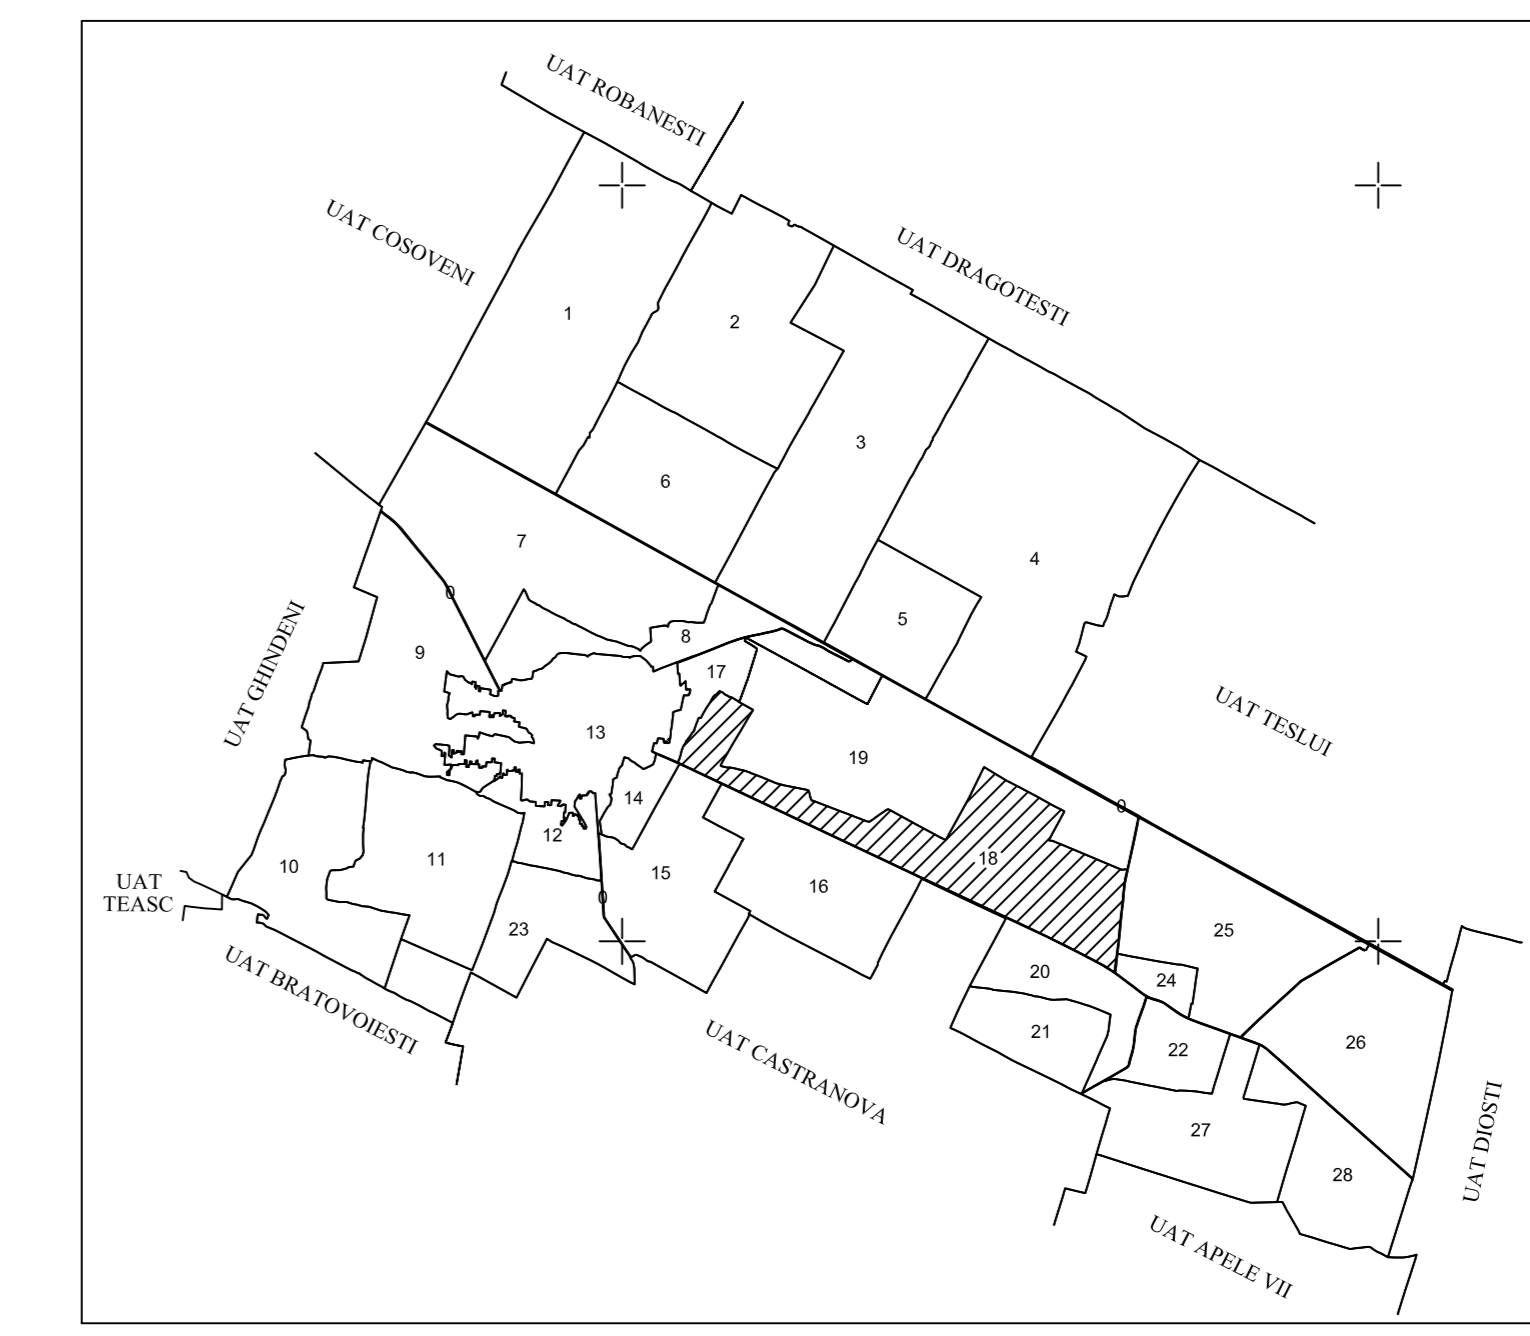 UAT ROBANESTI
UAT COSOVENI
UAT DRAGOTESTI
1
2
3
6
4
7
0
5
8
9
17
UAT GHINDENI
UAT TESLUI
13
19
14
0
12
18
10
11
15
16
UAT
TEASC
0
23
25
20
24
UAT BRATOVOIESTI
21
22
26
UAT CASTRANOVA
27
28
UAT DIOSTI
UAT APELE VII